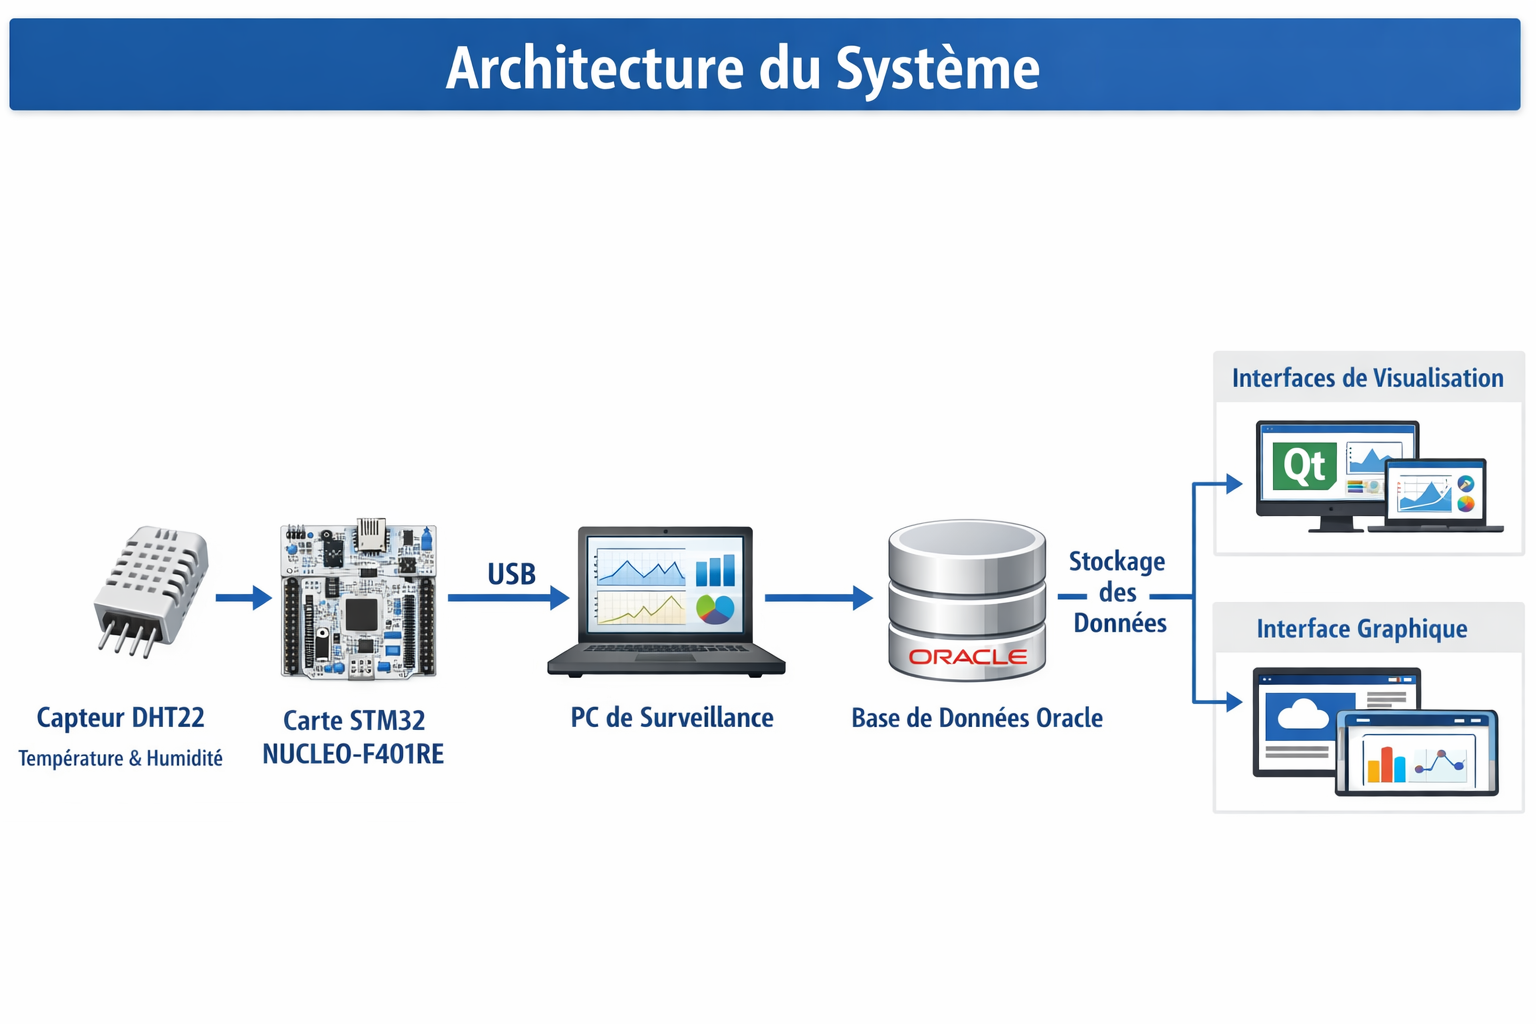 Architecture du Système
Interfaces de Visualisation
Qt
USB
Stockage
des
Données
ORACLE
Interface Graphique
Capteur DHT22
Température & Humidité
Carte STM32
NUCLEO-F401RE
PC de Surveillance
Base de Données Oracle